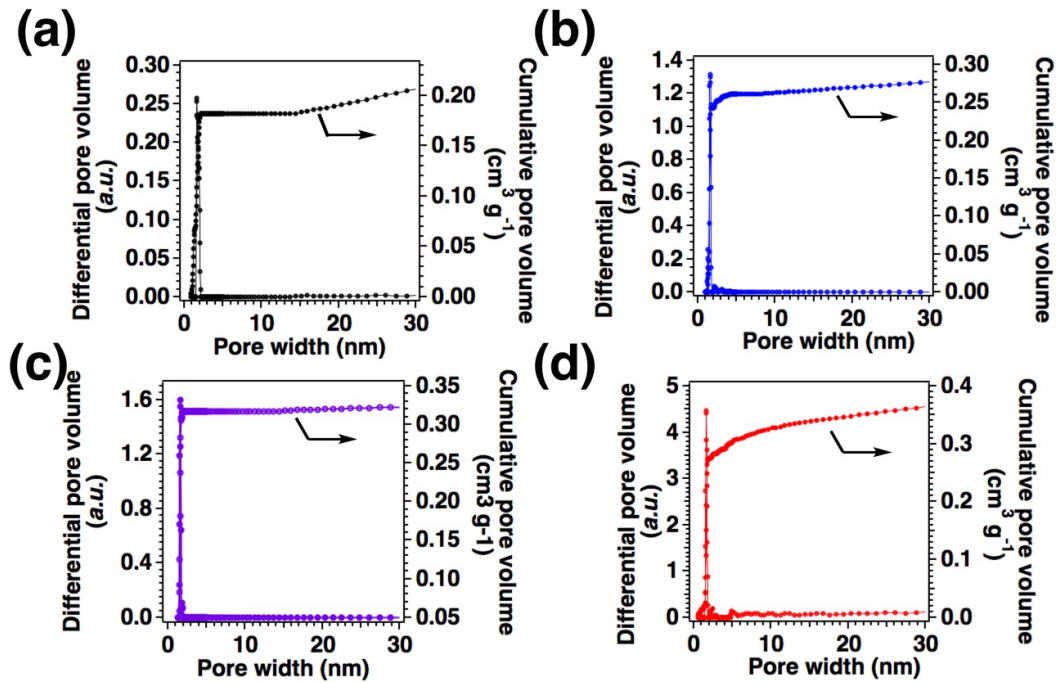 (a)
Differential pore volume
(a.u.)
0.30
0.25
0.20
0.15
0.10
0.05
0.00
0.20
0.15
0.10
0.05
0.00
Cumulative pore volume
(cm3 g-1)
0 10 20 30
Pore width (nm)
(b)
Differential pore volume
(a.u.)
1.4
1.2
1.0
0.8
0.6
0.4
0.2
0.0
0.30
0.25
0.20
0.15
0.10
0.05
0.00
Cumulative pore volume
(cm3 g-1)
0 10 20 30
Pore width (nm)
(c)
Differential pore volume
(a.u.)
1.6
1.2
0.8
0.4
0.0
0.35
0.30
0.25
0.20
0.15
0.10
0.05
Cumulative pore volume
(cm3 g-1)
0 10 20 30
Pore width (nm)
(d)
Differential pore volume
(a.u.)
5
4
3
2
1
0
0.4
0.3
0.2
0.1
0.0
Cumulative pore volume
(cm3 g-1)
0 10 20 30
Pore width (nm)